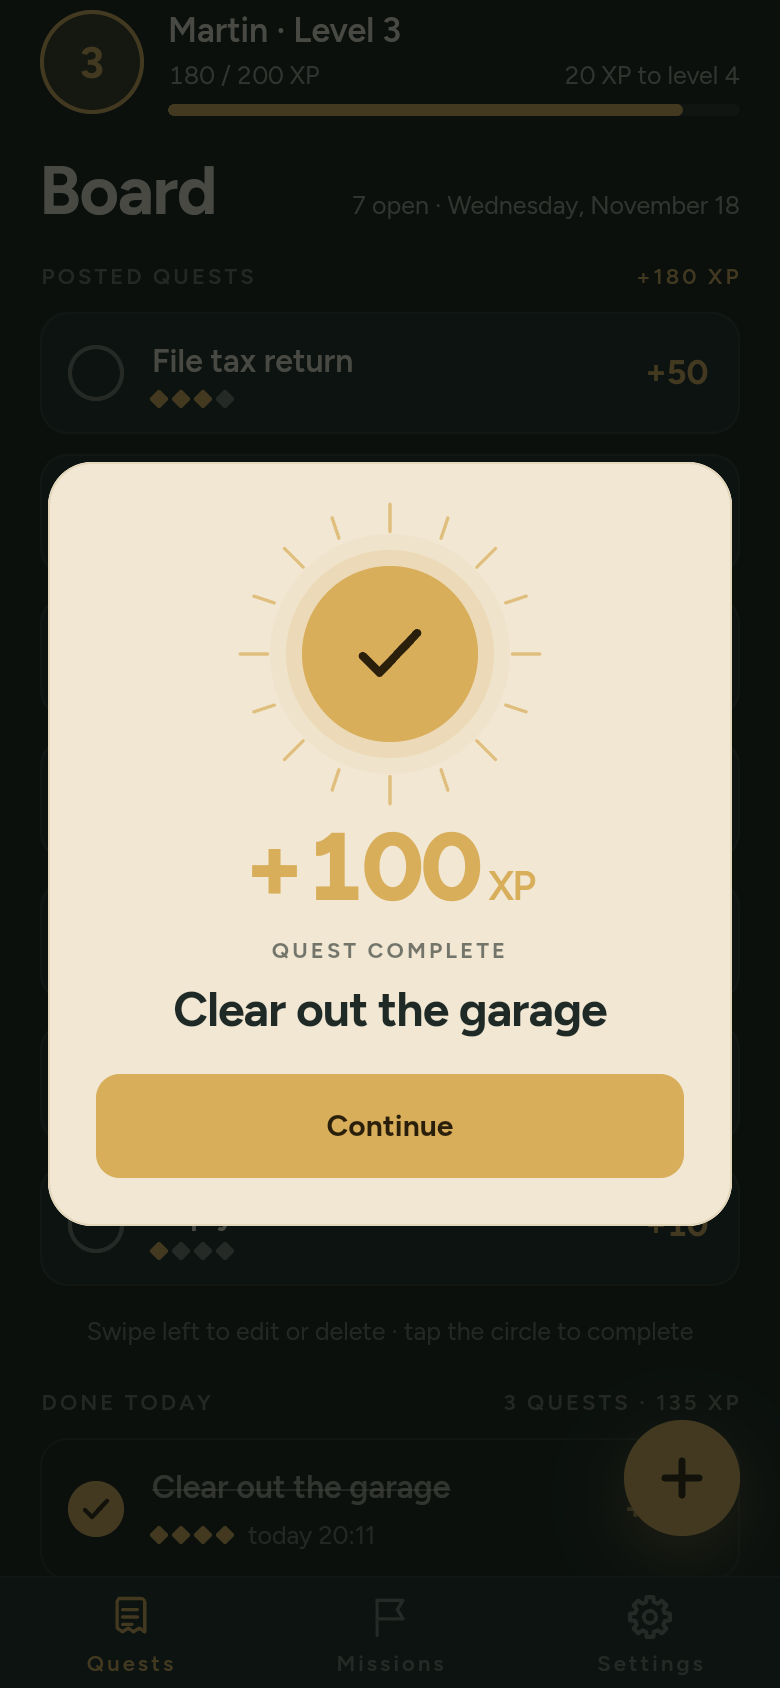 3
Martin · Level 3
180 / 200 XP
20 XP to level 4
Board
7 open · Wednesday, November 18
POSTED QUESTS
+180 XP
File tax return
+50
+100 XP
QUEST COMPLETE
Clear out the garage
Continue
+10
Swipe left to edit or delete · tap the circle to complete
DONE TODAY
3 QUESTS · 135 XP
Clear out the garage
today 20:11
Quests
Missions
Settings